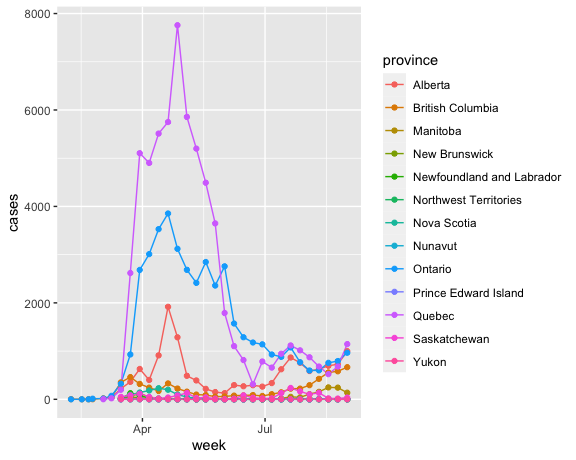 8000
6000
4000
2000
0
cases
Apr
Jul
week
province
Alberta
British Columbia
Manitoba
New Brunswick
Newfoundland and Labrador
Northwest Territories
Nova Scotia
Nunavut
Ontario
Prince Edward Island
Quebec
Saskatchewan
Yukon